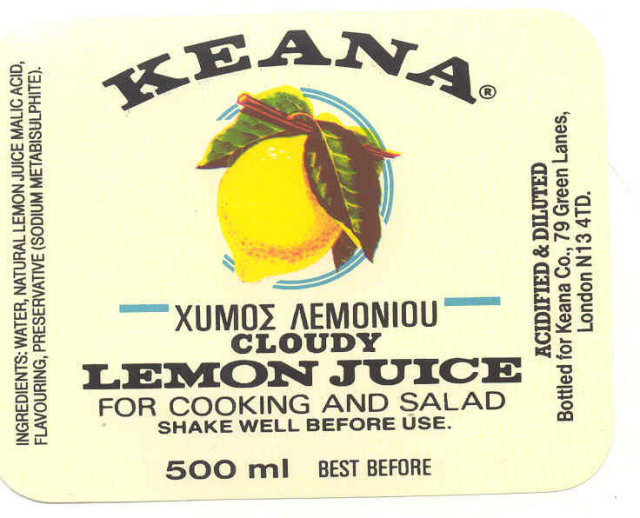 KEANA®
ΧUΜΟΣ ΛΕΜΟΝΙΟU
CLOUDY
LEMON JUICE
FOR COOKING AND SALAD
SHAKE WELL BEFORE USE.
500 ml BEST BEFORE
INGREDIENTS: WATER, NATURAL LEMON JUICE MALIC ACID,
FLAVOURING, PRESERVATIVE (SODIUM METABISULPHITE).
ACIDIFIED & DILUTED
Bottled for Keana Co., 79 Green Lanes,
London N13 4TD.